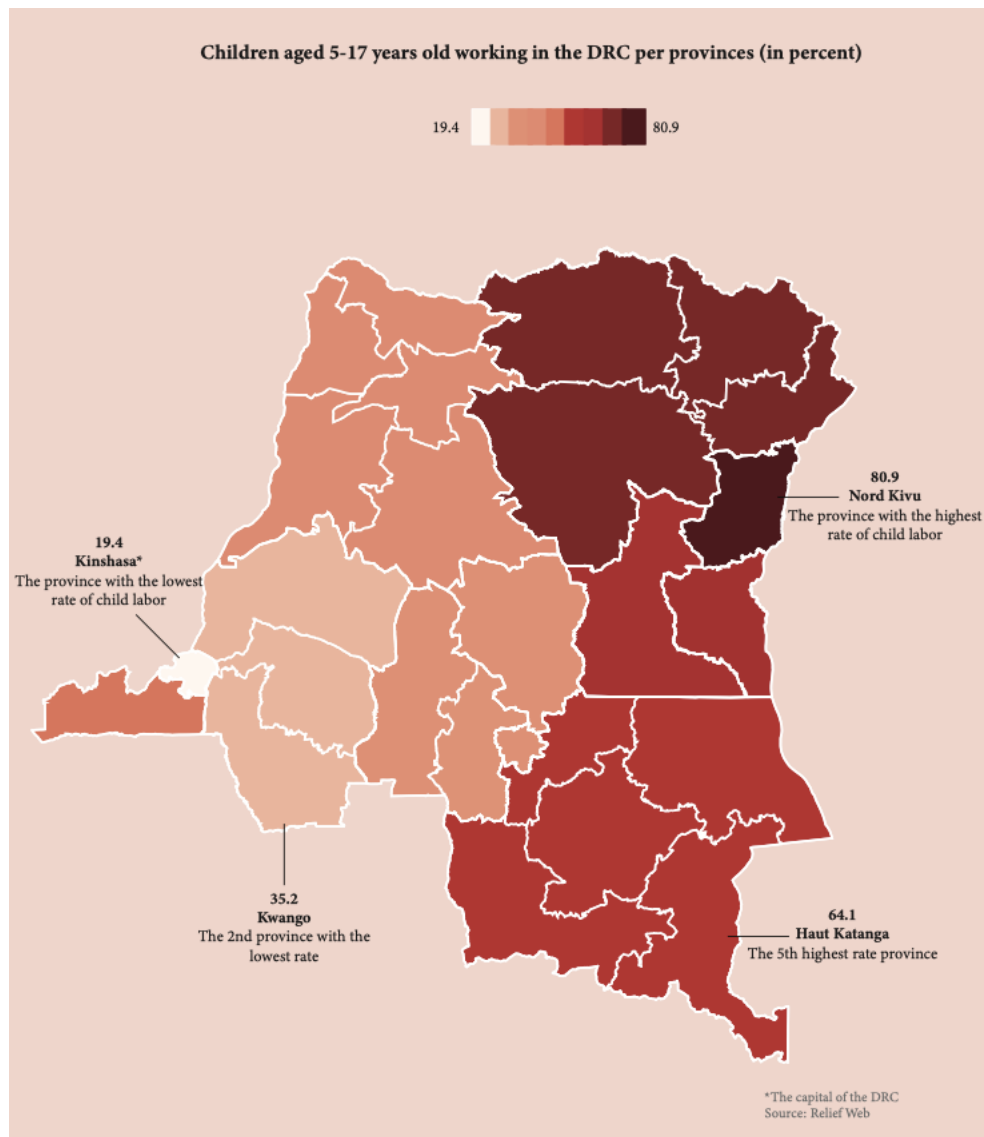 Children aged 5-17 years old working in the DRC per provinces (in percent)
19.4
80.9
80.9
Nord Kivu
The province with the highest
rate of child labor
19.4
Kinshasa*
The province with the lowest
rate of child labor
35.2
Kwango
The 2nd province with the
lowest rate
64.1
Haut Katanga
The 5th highest rate province
*The capital of the DRC
Source: Relief Web